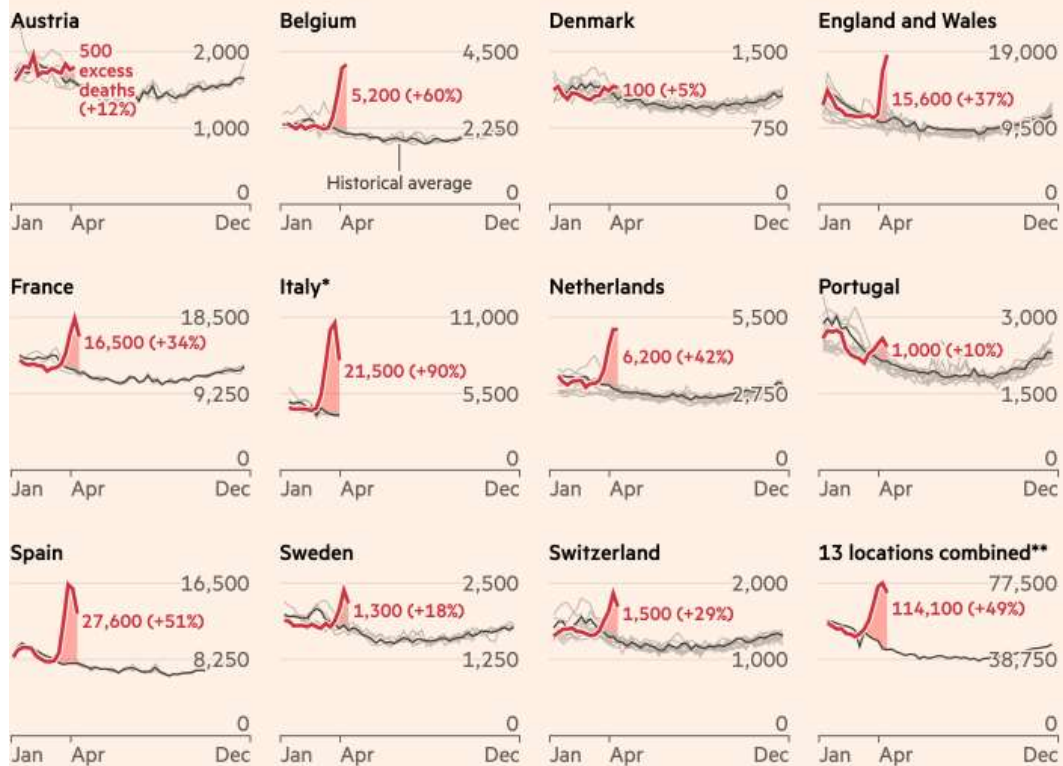 Austria
2,000
500
excess
deaths
(+12%)
1,000
0
Jan Apr Dec
Belgium
4,500
5,200 (+60%)
2,250
Historical average
0
Jan Apr Dec
Denmark
1,500
100 (+5%)
750
0
Jan Apr Dec
England and Wales
19,000
15,600 (+37%)
9,500
0
Jan Apr Dec
France
18,500
16,500 (+34%)
9,250
0
Jan Apr Dec
Italy*
11,000
21,500 (+90%)
5,500
0
Jan Apr Dec
Netherlands
5,500
6,200 (+42%)
2,750
0
Jan Apr Dec
Portugal
3,000
1,000 (+10%)
1,500
0
Jan Apr Dec
Spain
16,500
27,600 (+51%)
8,250
0
Jan Apr Dec
Sweden
2,500
1,300 (+18%)
1,250
0
Jan Apr Dec
Switzerland
2,000
1,500 (+29%)
1,000
0
Jan Apr Dec
13 locations combined**
77,500
114,100 (+49%)
38,750
0
Jan Apr Dec